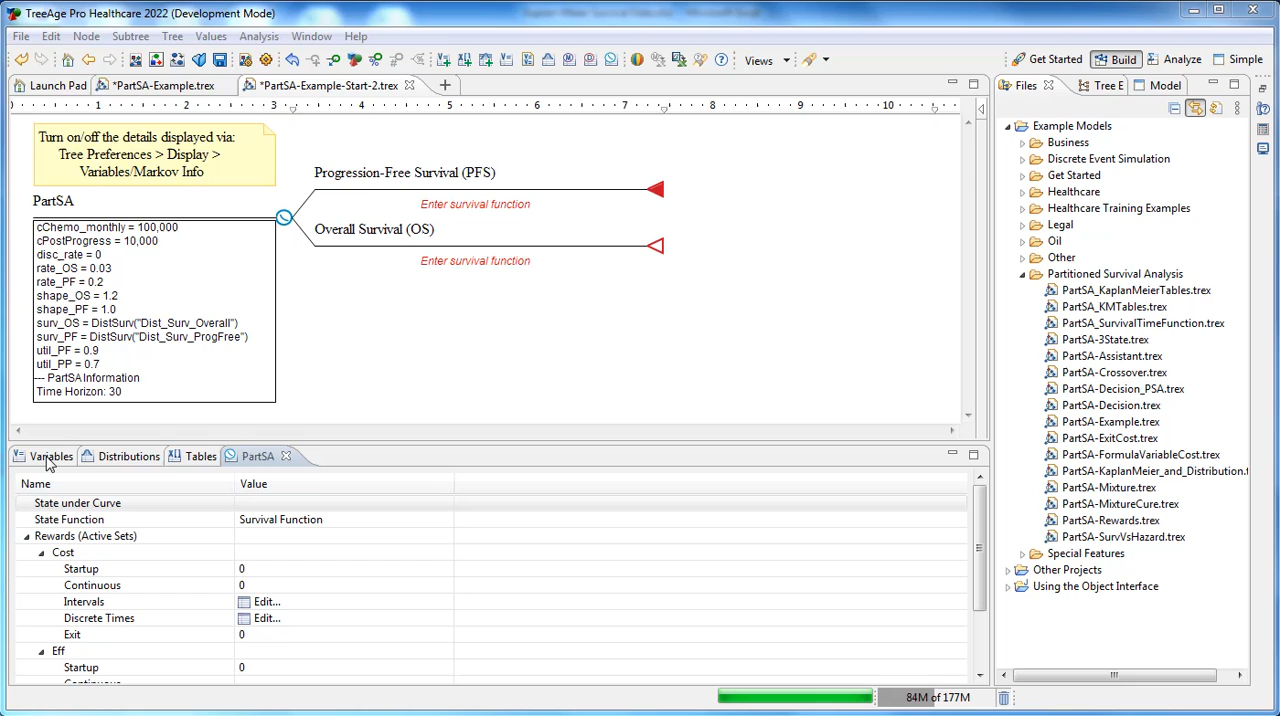 TreeAge Pro Healthcare 2022 (Development Mode)
File Edit Node Subtree Tree Values Analysis Window Help
Views Get Started Build Analyze Simple
Launch Pad *PartSA-Example.trex *PartSA-Example-Start-2.trex
Files Tree E Model
1 2 3 4 5 6 7 8 9 10
Turn on/off the details displayed via:
Tree Preferences > Display >
Variables/Markov Info
PartSA
cChemo_monthly = 100,000
cPostProgress = 10,000
disc_rate = 0
rate_OS = 0.03
rate_PF = 0.2
shape_OS = 1.2
shape_PF = 1.0
surv_OS = DistSurv("Dist_Surv_Overall")
surv_PF = DistSurv("Dist_Surv_ProgFree")
util_PF = 0.9
util_PP = 0.7
--- PartSA Information
Time Horizon: 30
Progression-Free Survival (PFS)
Enter survival function
Overall Survival (OS)
Enter survival function
Example Models
Business
Discrete Event Simulation
Get Started
Healthcare
Healthcare Training Examples
Legal
Oil
Other
Partitioned Survival Analysis
PartSA_KaplanMeierTables.trex
PartSA_KMTables.trex
PartSA_SurvivalTimeFunction.trex
PartSA-3State.trex
PartSA-Assistant.trex
PartSA-Crossover.trex
PartSA-Decision_PSA.trex
PartSA-Decision.trex
PartSA-Example.trex
PartSA-ExitCost.trex
PartSA-FormulaVariableCost.trex
PartSA-KaplanMeier_and_Distribution.t
PartSA-Mixture.trex
PartSA-MixtureCure.trex
PartSA-Rewards.trex
PartSA-SurvVsHazard.trex
Special Features
Other Projects
Using the Object Interface
Variables Distributions Tables PartSA
Name Value
State under Curve
State Function Survival Function
Rewards (Active Sets)
Cost
Startup 0
Continuous 0
Intervals Edit...
Discrete Times Edit...
Exit 0
Eff
Startup 0
84M of 177M